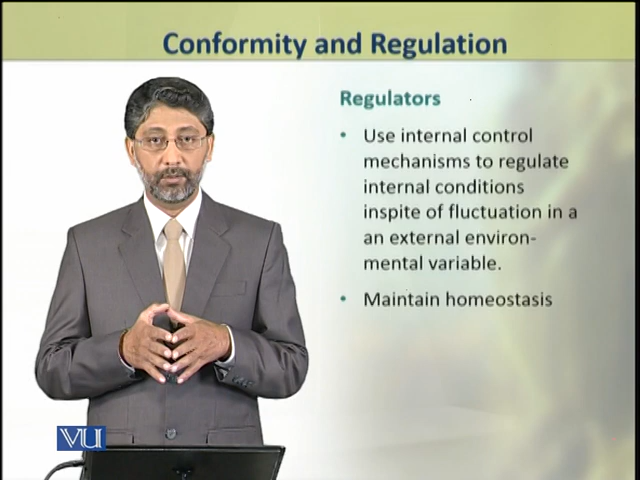 Conformity and Regulation
Regulators
• Use internal control
mechanisms to regulate
internal conditions
inspite of fluctuation in a
an external environ-
mental variable.
• Maintain homeostasis
VU